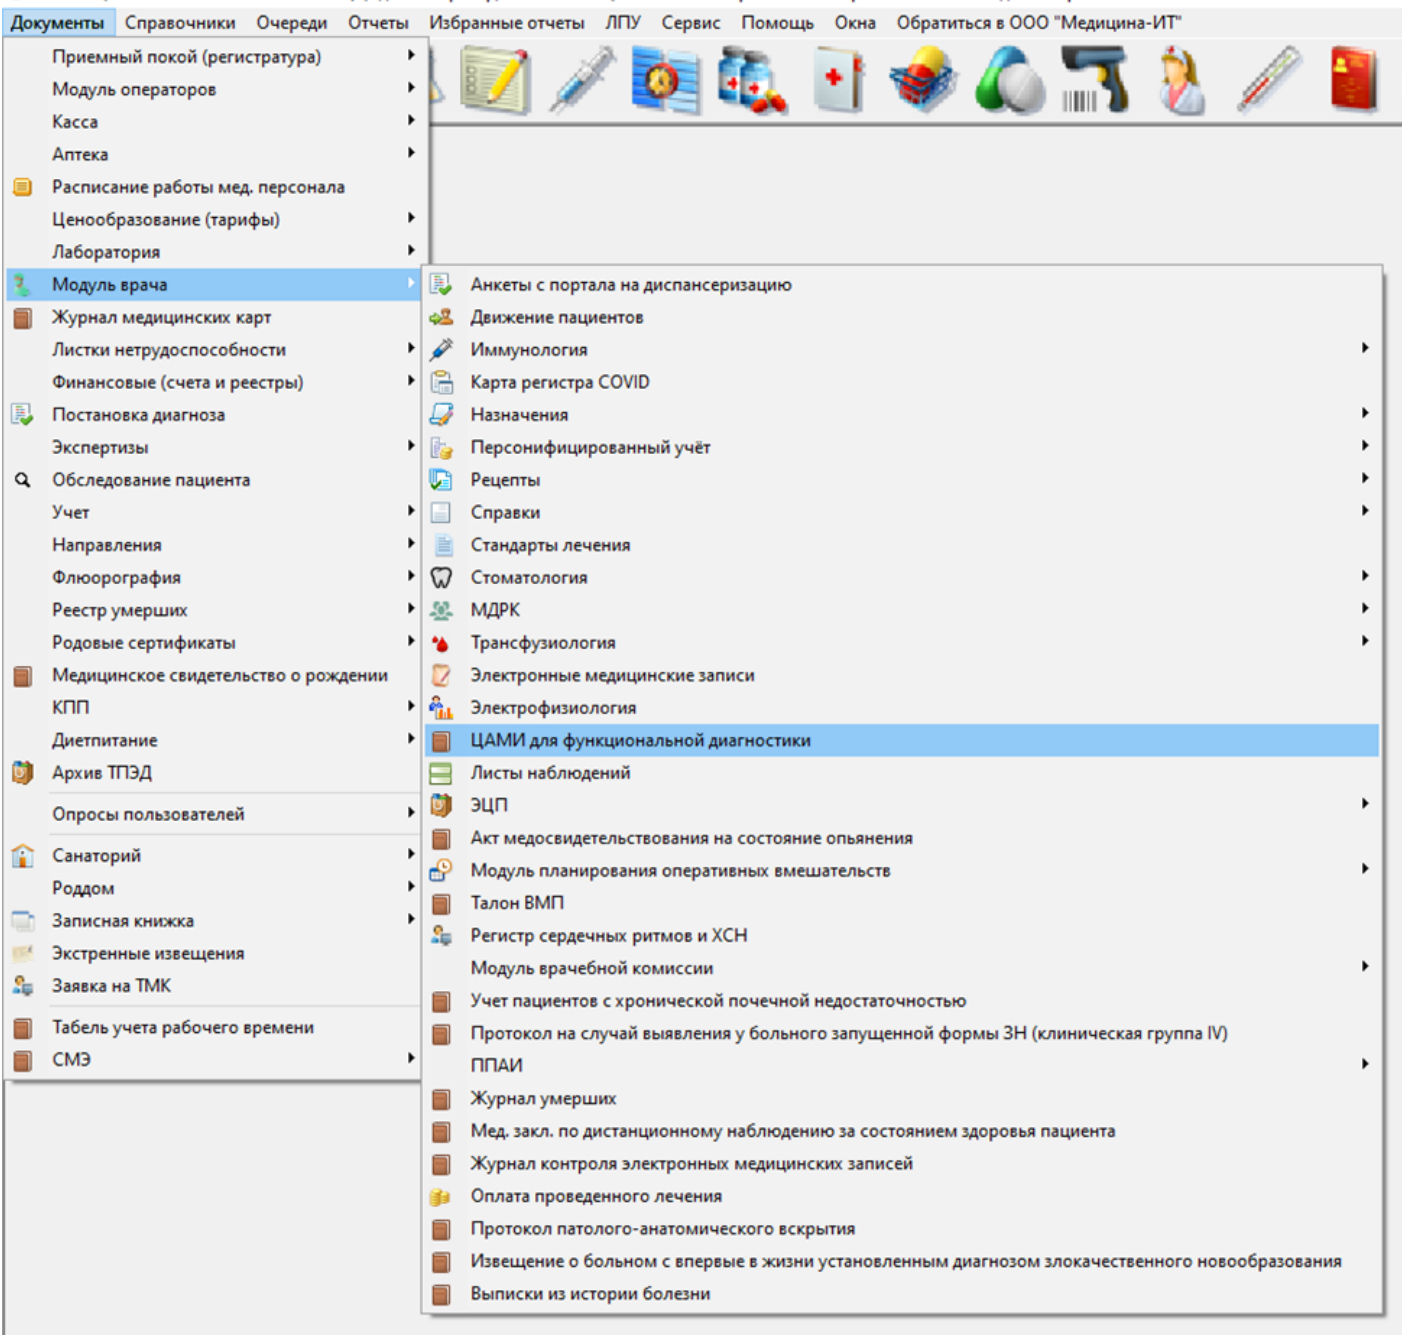 Документы Справочники Очереди Отчеты Избранные отчеты ЛПУ Сервис Помощь Окна Обратиться в ООО "Медицина-ИТ"
Приемный покой (регистратура)
Модуль операторов
Касса
Аптека
Расписание работы мед. персонала
Ценообразование (тарифы)
Лаборатория
Модуль врача
Журнал медицинских карт
Листки нетрудоспособности
Финансовые (счета и реестры)
Постановка диагноза
Экспертизы
Обследование пациента
Учет
Направления
Флюорография
Реестр умерших
Родовые сертификаты
Медицинское свидетельство о рождении
КПП
Диетпитание
Архив ТПЭД
Опросы пользователей
Санаторий
Роддом
Записная книжка
Экстренные извещения
Заявка на ТМК
Табель учета рабочего времени
СМЭ
Анкеты с портала на диспансеризацию
Движение пациентов
Иммунология
Карта регистра COVID
Назначения
Персонифицированный учёт
Рецепты
Справки
Стандарты лечения
Стоматология
МДРК
Трансфузиология
Электронные медицинские записи
Электрофизиология
ЦАМИ для функциональной диагностики
Листы наблюдений
ЭЦП
Акт медосвидетельствования на состояние опьянения
Модуль планирования оперативных вмешательств
Талон ВМП
Регистр сердечных ритмов и ХСН
Модуль врачебной комиссии
Учет пациентов с хронической почечной недостаточностью
Протокол на случай выявления у больного запущенной формы ЗН (клиническая группа IV)
ППАИ
Журнал умерших
Мед. закл. по дистанционному наблюдению за состоянием здоровья пациента
Журнал контроля электронных медицинских записей
Оплата проведенного лечения
Протокол патолого-анатомического вскрытия
Извещение о больном с впервые в жизни установленным диагнозом злокачественного новообразования
Выписки из истории болезни